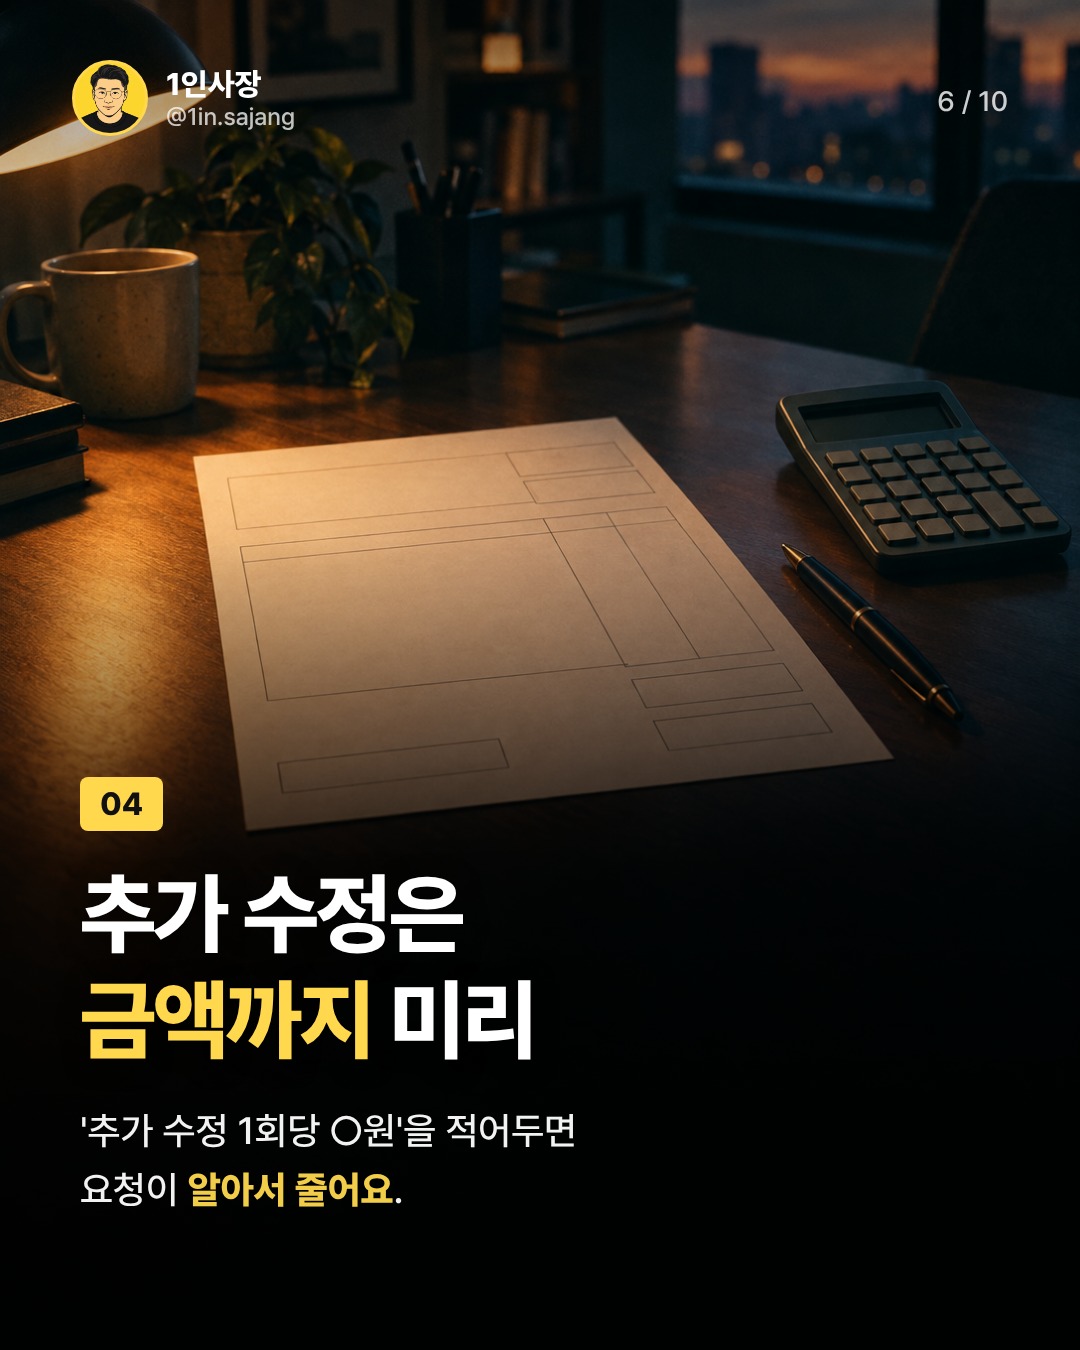 1인사장
@1in.sajang
6 / 10
04
추가 수정은
금액까지 미리
'추가 수정 1회당 〇원'을 적어두면
요청이 알아서 줄어요.